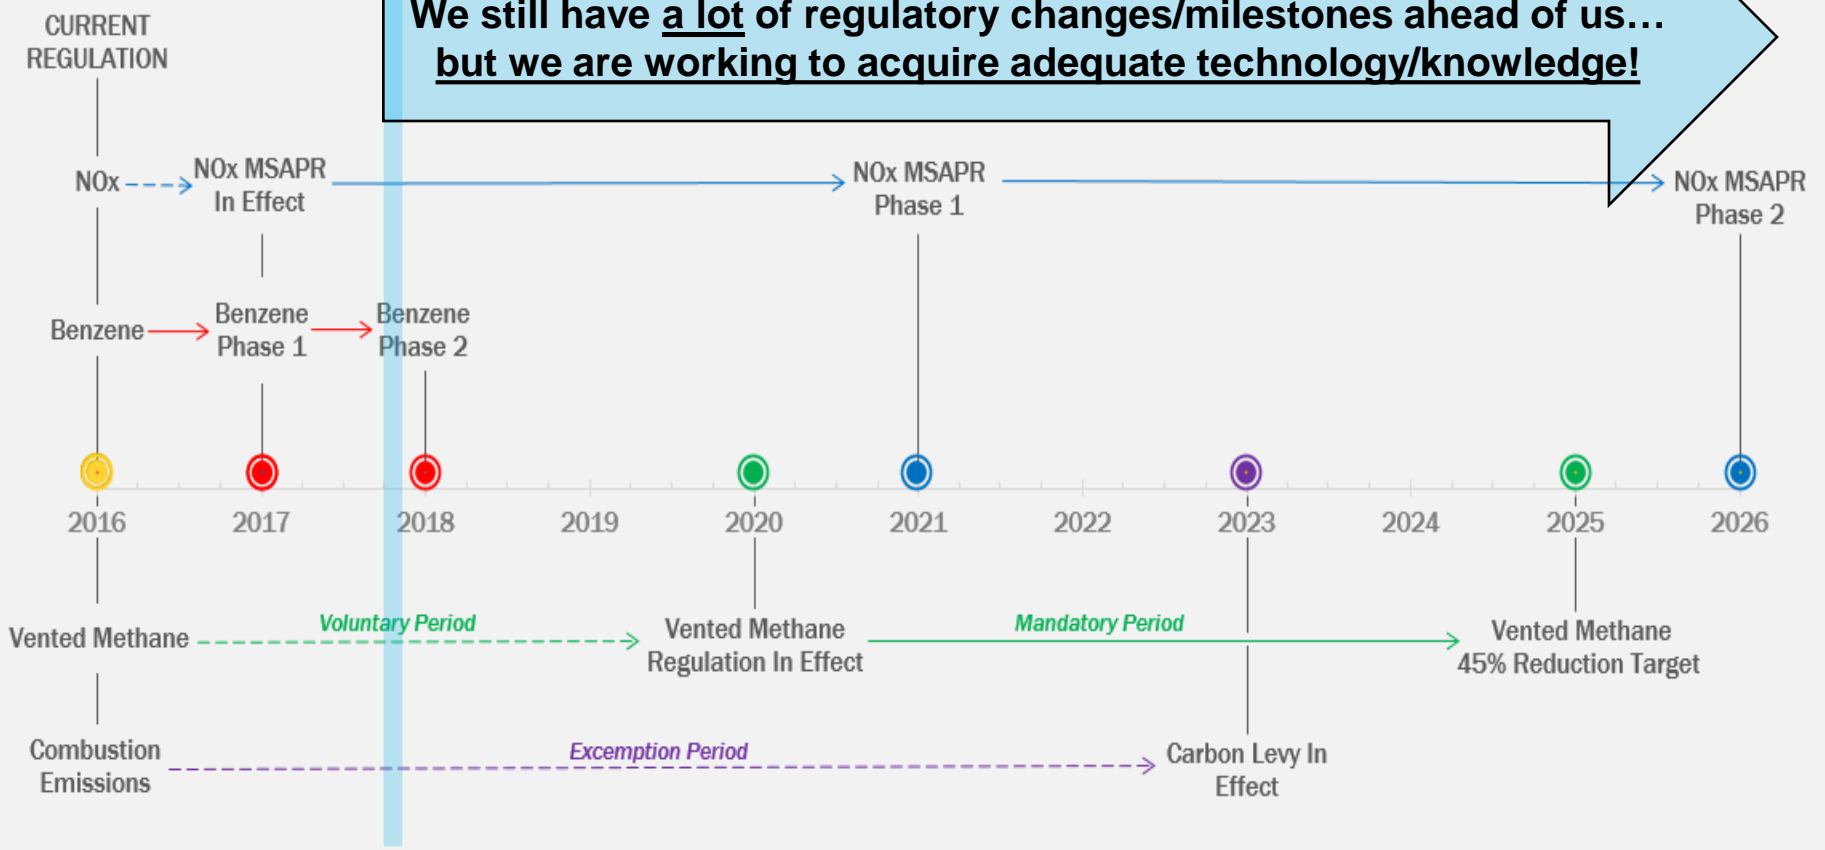 We still have a lot of regulatory changes/milestones ahead of us…
but we are working to acquire adequate technology/knowledge!
CURRENT
REGULATION
NOx
NOx MSAPR
In Effect
NOx MSAPR
Phase 1
NOx MSAPR
Phase 2
Benzene
Benzene
Phase 1
Benzene
Phase 2
2016
2017
2018
2019
2020
2021
2022
2023
2024
2025
2026
Vented Methane
Voluntary Period
Vented Methane
Regulation In Effect
Mandatory Period
Vented Methane
45% Reduction Target
Combustion
Emissions
Excemption Period
Carbon Levy In
Effect